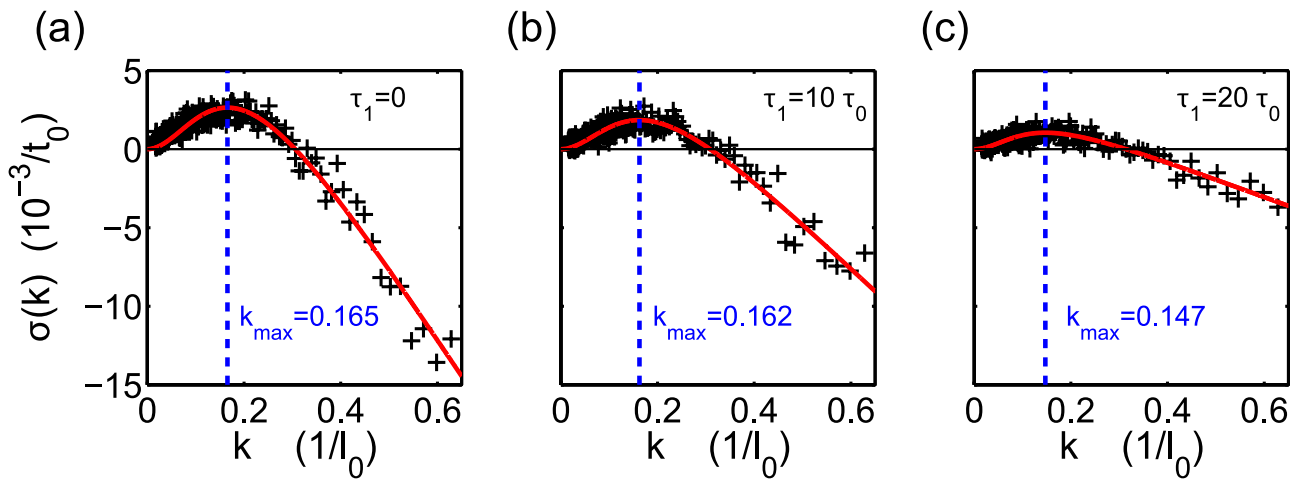 (a)
(b)
(c)
σ(k) (10⁻³/t₀)
5
0
−5
−10
−15
τ₁=0
k_max=0.165
0 0.2 0.4 0.6
k (1/l₀)
τ₁=10 τ₀
k_max=0.162
0 0.2 0.4 0.6
k (1/l₀)
τ₁=20 τ₀
k_max=0.147
0 0.2 0.4 0.6
k (1/l₀)